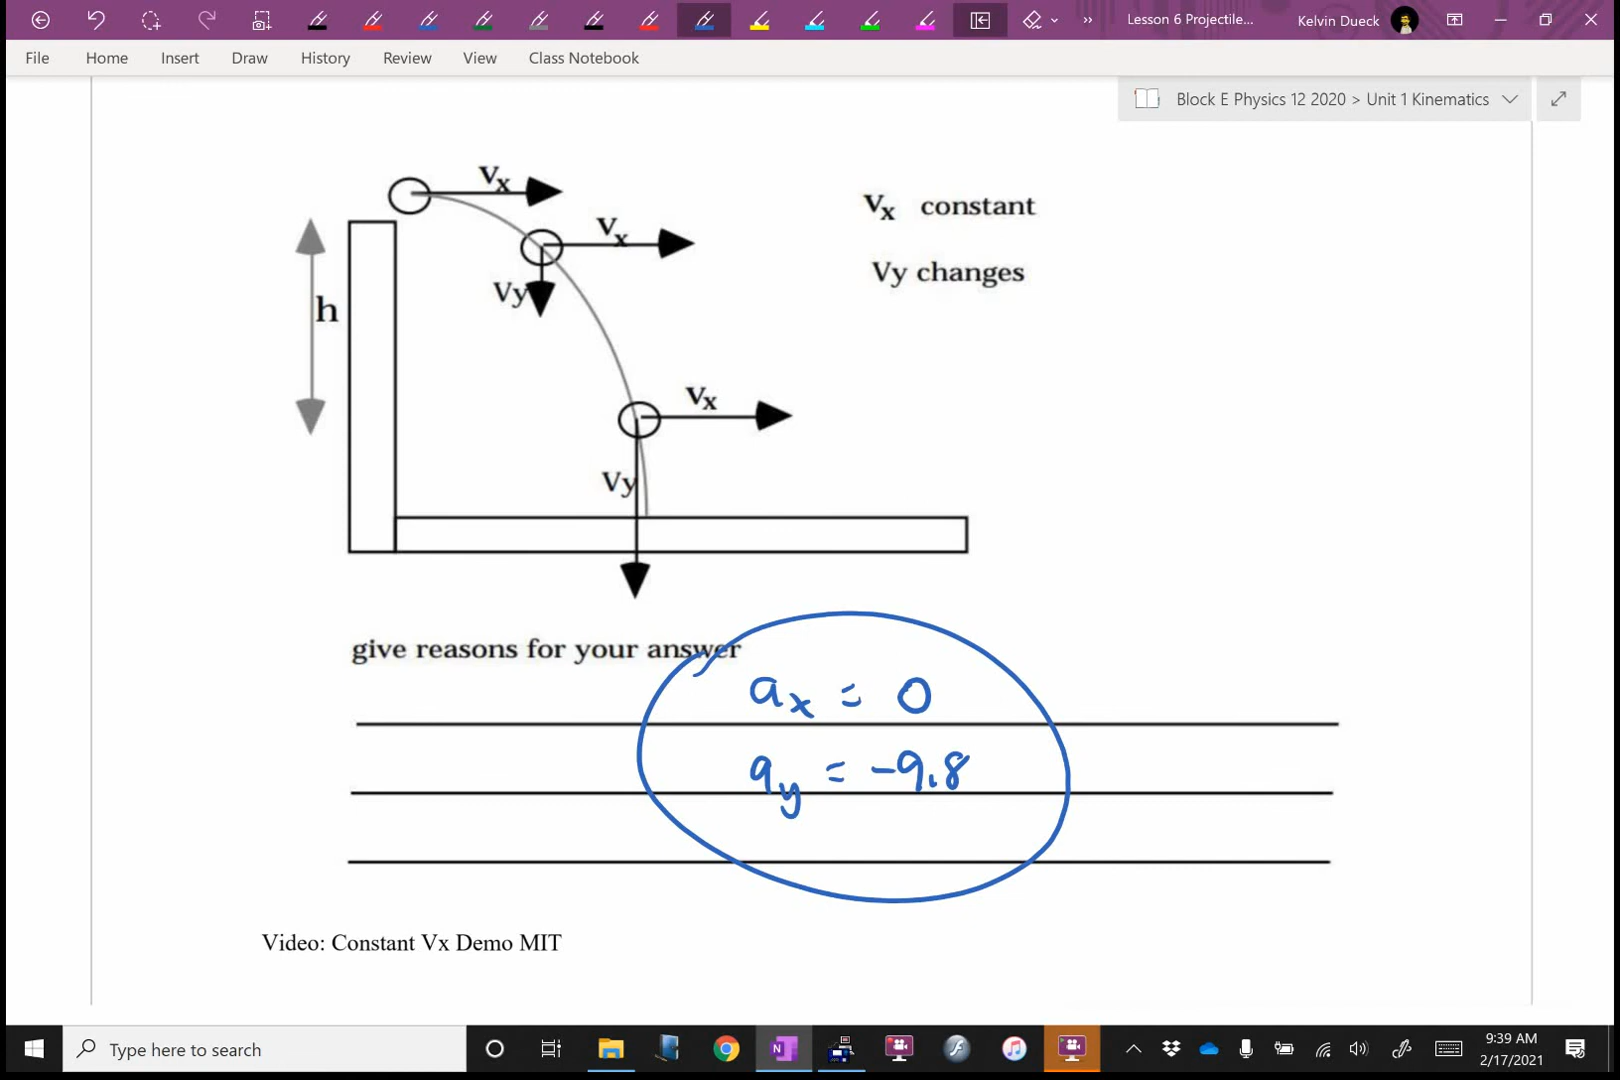 Lesson 6 Projectile...
Kelvin Dueck
File Home Insert Draw History Review View Class Notebook
Block E Physics 12 2020 > Unit 1 Kinematics
Vx
Vx constant
Vx
Vy changes
Vy
h
Vx
Vy
give reasons for your answer
ax = 0
ay = -9.8
Video: Constant Vx Demo MIT
Type here to search
N
9:39 AM
2/17/2021